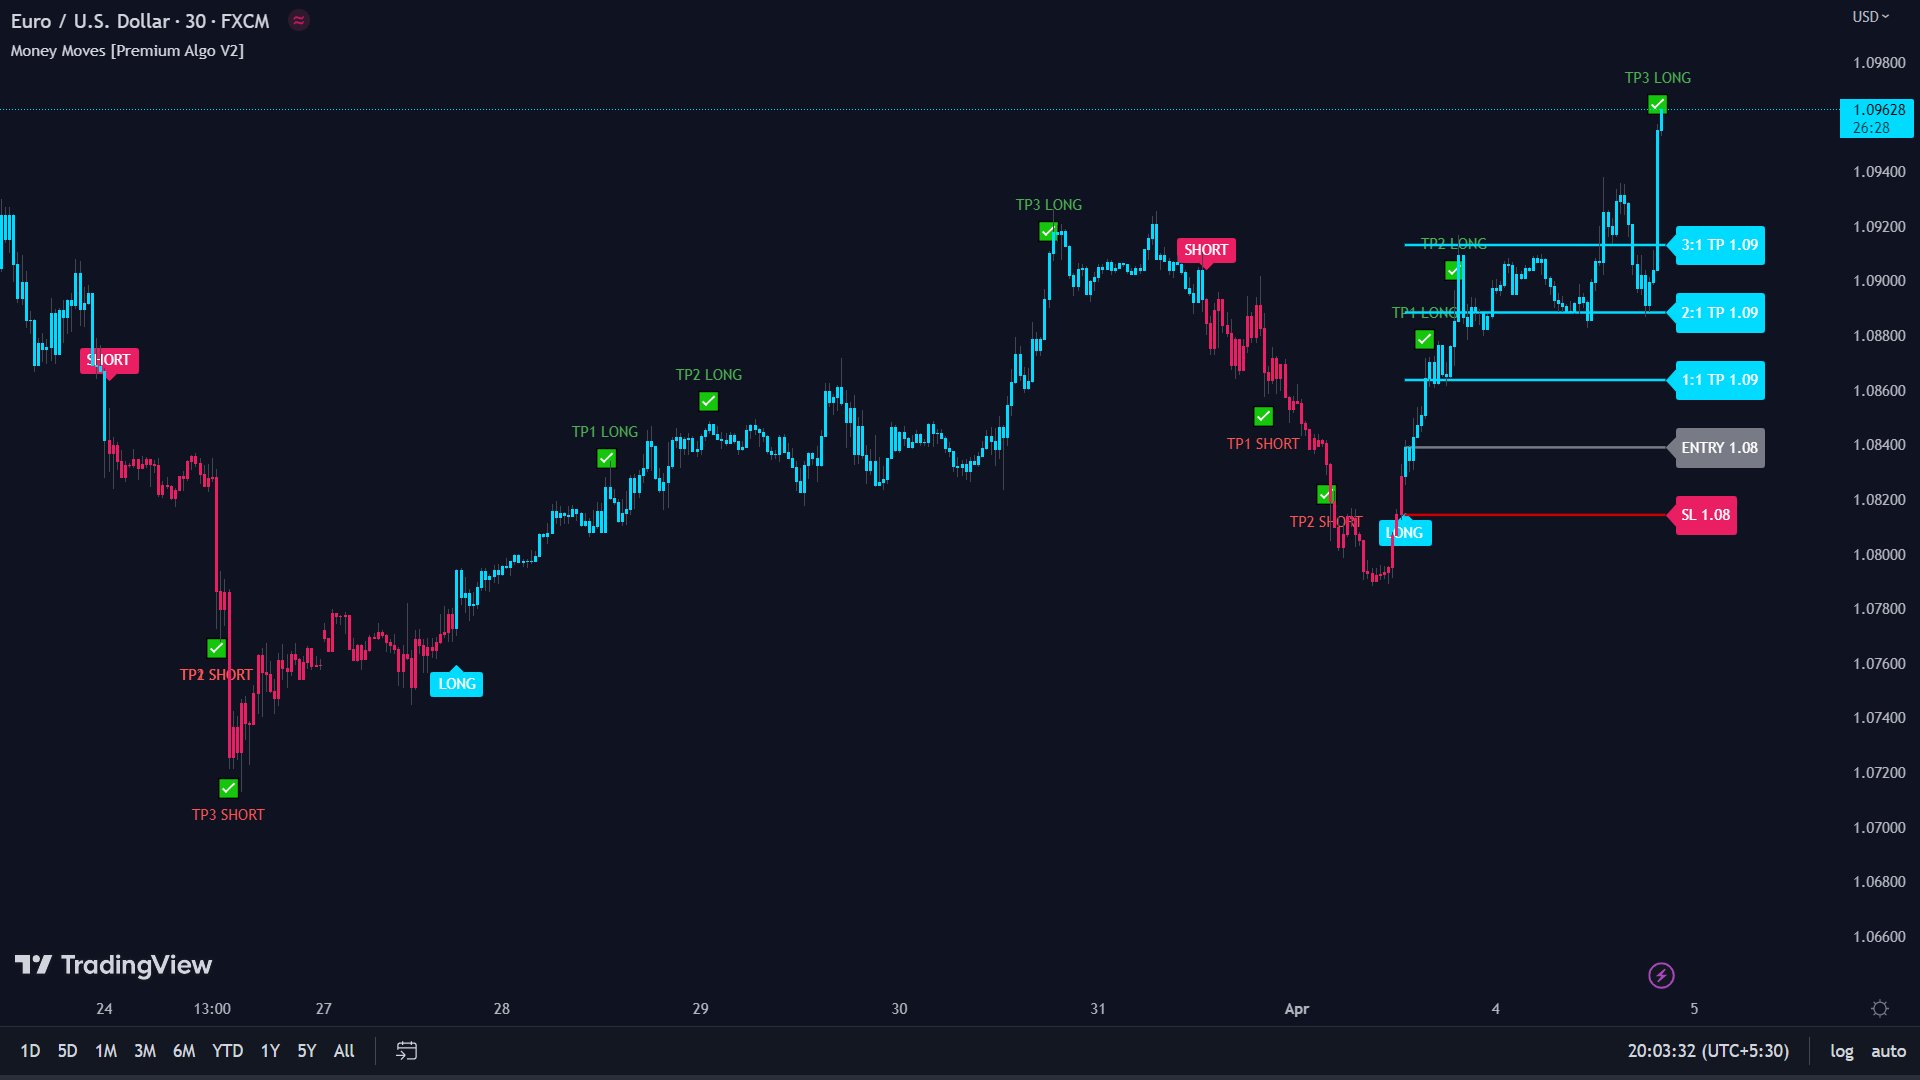 Euro / U.S. Dollar · 30 · FXCM
Money Moves [Premium Algo V2]
USD
1.09800
TP3 LONG
1.09628
26:28
1.09400
TP3 LONG
1.09200
SHORT
TP2 LONG
3:1 TP 1.09
1.09000
TP1 LONG
2:1 TP 1.09
1.08800
SHORT
TP2 LONG
1:1 TP 1.09
1.08600
TP1 LONG
TP1 SHORT
ENTRY 1.08
1.08400
1.08200
TP2 SHORT
SL 1.08
LONG
1.08000
1.07800
1.07600
TP2 SHORT
LONG
1.07400
1.07200
TP3 SHORT
1.07000
1.06800
1.06600
TradingView
24 13:00 27 28 29 30 31 Apr 4 5
1D 5D 1M 3M 6M YTD 1Y 5Y All 20:03:32 (UTC+5:30) log auto